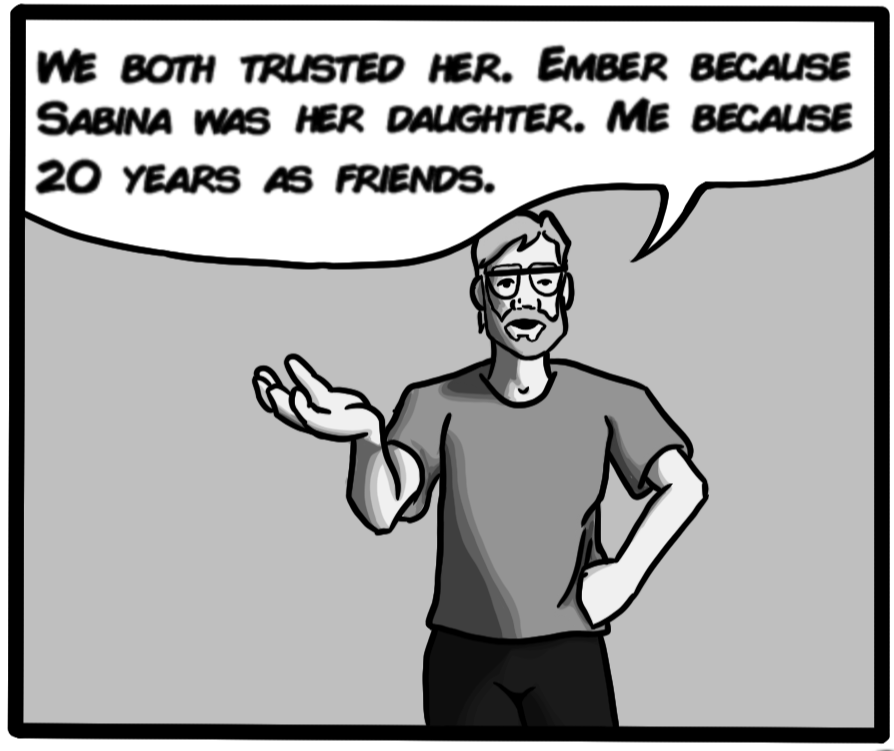 We both trusted her. Ember because
Sabina was her daughter. Me because
20 years as friends.